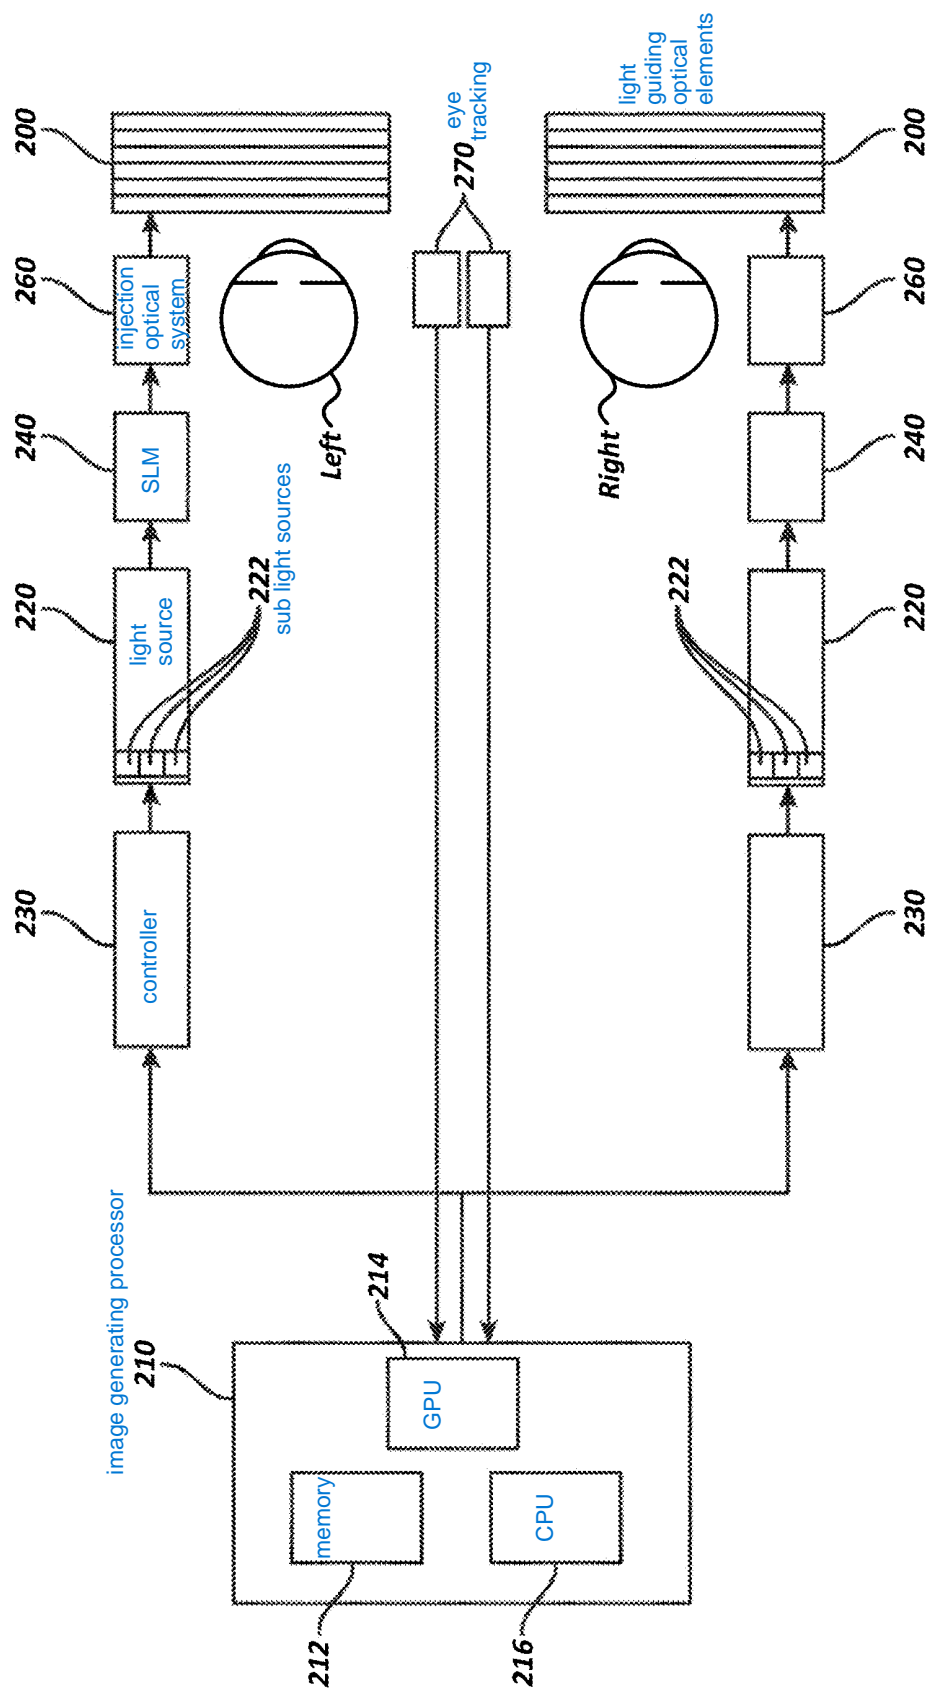 200
260
240
220
230
injection
optical
system
SLM
light
source
controller
222
sub light sources
Left
eye
tracking
270
light
guiding
optical
elements
Right
222
200
260
240
220
230
image generating processor
210
214
GPU
memory
CPU
212
216